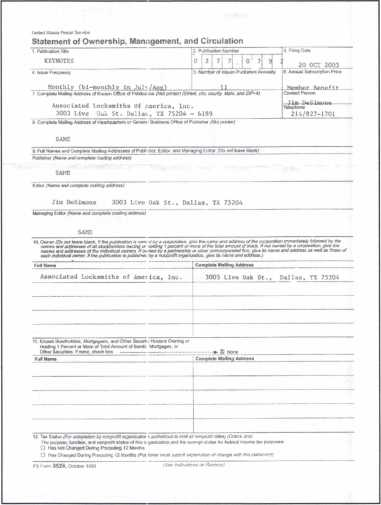 United States Postal Service
Statement of Ownership, Management, and Circulation
1. Publication Title
2. Publication Number
3. Filing Date
KEYNOTES
20 OCT 2003
4. Issue Frequency
5. Number of Issues Published Annually
6. Annual Subscription Price
Monthly (bi-monthly in Jul-/Aug)
11
Member Benefit
7. Complete Mailing Address of Known Office of Publication (Not printer) (Street, city, county, state, and ZIP+4)
Contact Person
Jim DeSimone
Telephone
Associated Locksmiths of America, Inc.
3003 Live Oak St. Dallas, TX 75204 - 6189
214/827-1701
8. Complete Mailing Address of Headquarters or General Business Office of Publisher (Not printer)
SAME
9. Full Names and Complete Mailing Addresses of Publisher, Editor, and Managing Editor (Do not leave blank)
Publisher (Name and complete mailing address)
SAME
Editor (Name and complete mailing address)
Jim DeSimone 3003 Live Oak St., Dallas, TX 75204
Managing Editor (Name and complete mailing address)
SAME
10. Owner (Do not leave blank. If the publication is owned by a corporation, give the name and address of the corporation immediately followed by the
names and addresses of all stockholders owning or holding 1 percent or more of the total amount of stock. If not owned by a corporation, give the
names and addresses of the individual owners. If owned by a partnership or other unincorporated firm, give its name and address as well as those of
each individual owner. If the publication is published by a nonprofit organization, give its name and address.)
Full Name
Complete Mailing Address
Associated Locksmiths of America, Inc.
3003 Live Oak St., Dallas, TX 75204
11. Known Bondholders, Mortgagees, and Other Security Holders Owning or
Holding 1 Percent or More of Total Amount of Bonds, Mortgages, or
Other Securities. If none, check box
none
Full Name
Complete Mailing Address
12. Tax Status (For completion by nonprofit organizations authorized to mail at nonprofit rates) (Check one)
The purpose, function, and nonprofit status of this organization and the exempt status for federal income tax purposes:
Has Not Changed During Preceding 12 Months
Has Changed During Preceding 12 Months (Publisher must submit explanation of change with this statement)
PS Form 3526, October 1999
(See Instructions on Reverse)